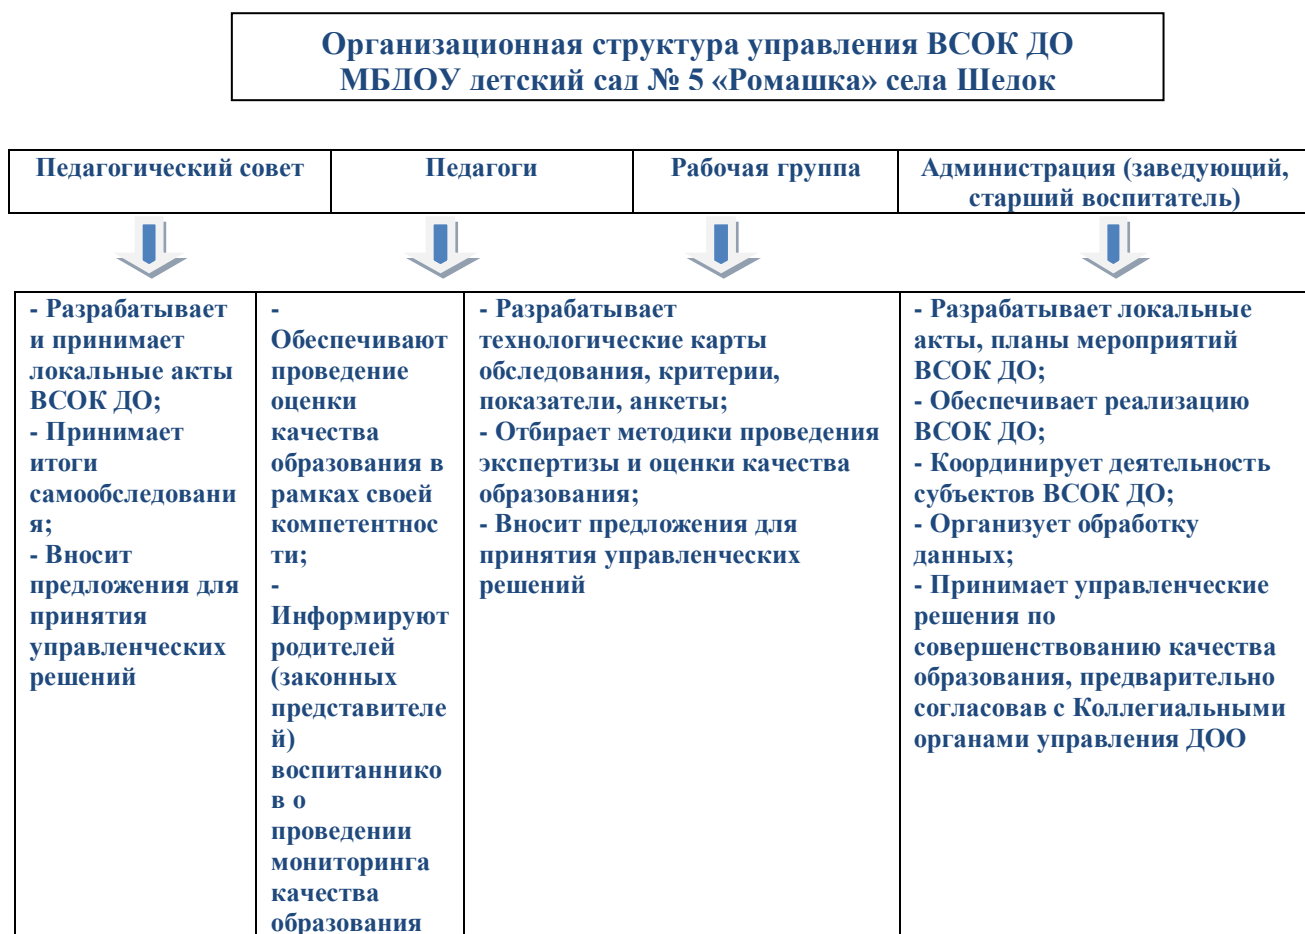 Организационная структура управления ВСОК ДО
МБДОУ детский сад № 5 «Ромашка» села Шедок
Педагогический совет
Педагоги
Рабочая группа
Администрация (заведующий,
старший воспитатель)
- Разрабатывает
и принимает
локальные акты
ВСОК ДО;
- Принимает
итоги
самообследовани
я;
- Вносит
предложения для
принятия
управленческих
решений
-
Обеспечивают
проведение
оценки
качества
образования в
рамках своей
компетентнос
ти;
-
Информируют
родителей
(законных
представителе
й)
воспитаннико
в о
проведении
мониторинга
качества
образования
- Разрабатывает
технологические карты
обследования, критерии,
показатели, анкеты;
- Отбирает методики проведения
экспертизы и оценки качества
образования;
- Вносит предложения для
принятия управленческих
решений
- Разрабатывает локальные
акты, планы мероприятий
ВСОК ДО;
- Обеспечивает реализацию
ВСОК ДО;
- Координирует деятельность
субъектов ВСОК ДО;
- Организует обработку
данных;
- Принимает управленческие
решения по
совершенствованию качества
образования, предварительно
согласовав с Коллегиальными
органами управления ДОО